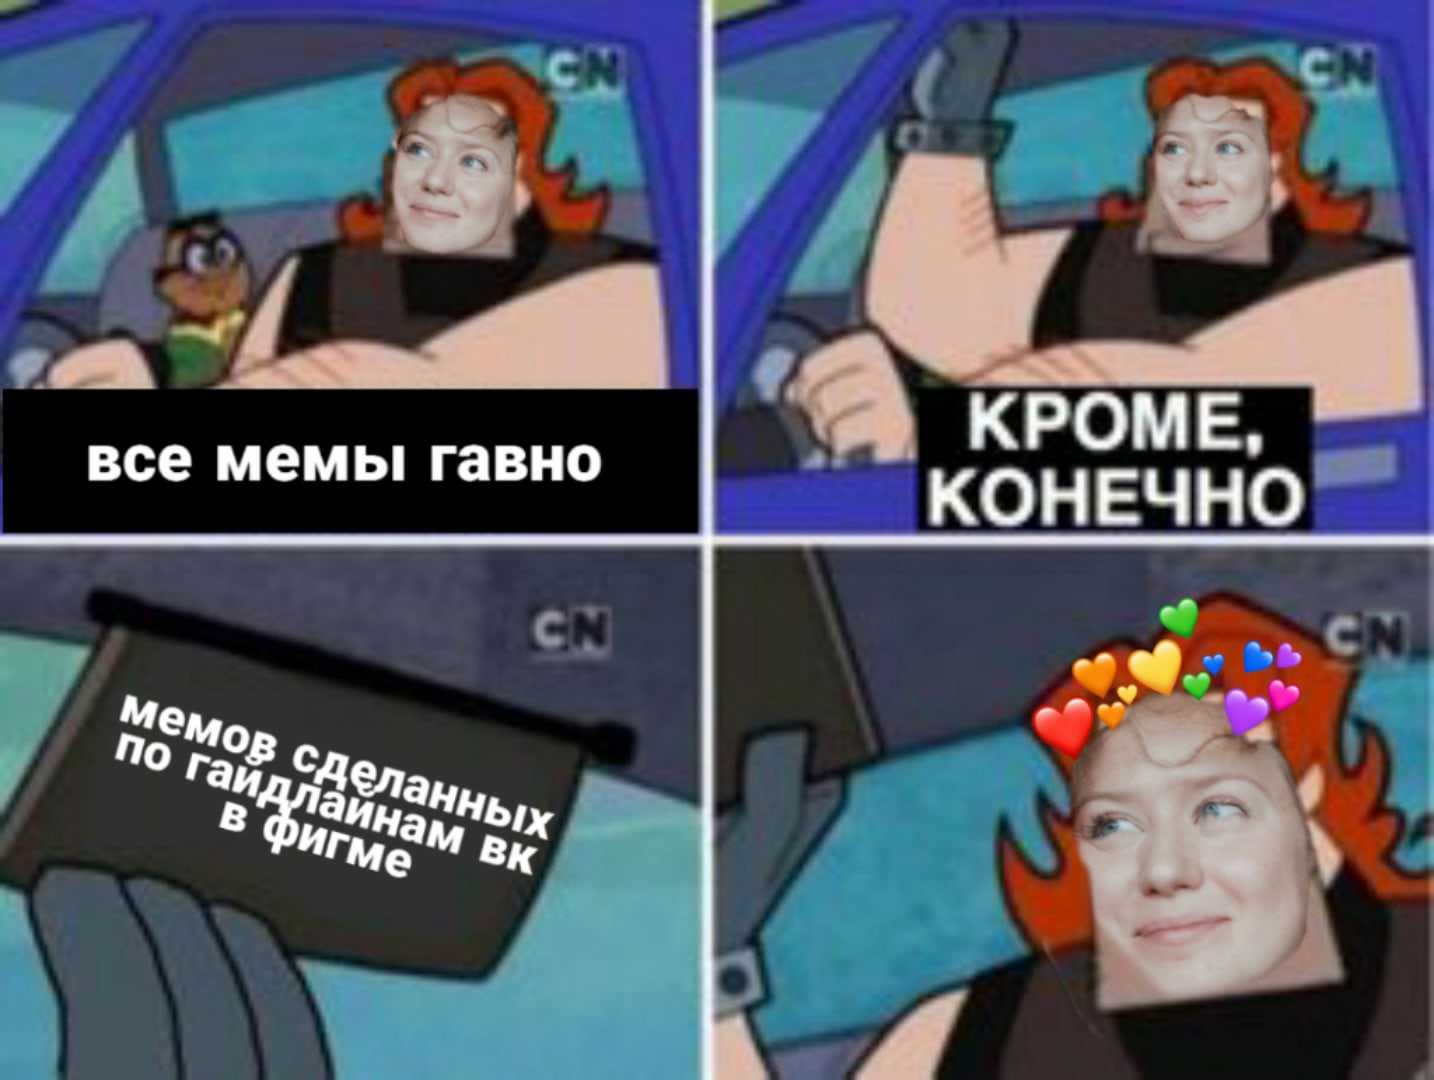 CN
CN
все мемы гавно
КРОМЕ,
КОНЕЧНО
CN
мемов сделанных
по гайдлайнам вк
в фигме
CN